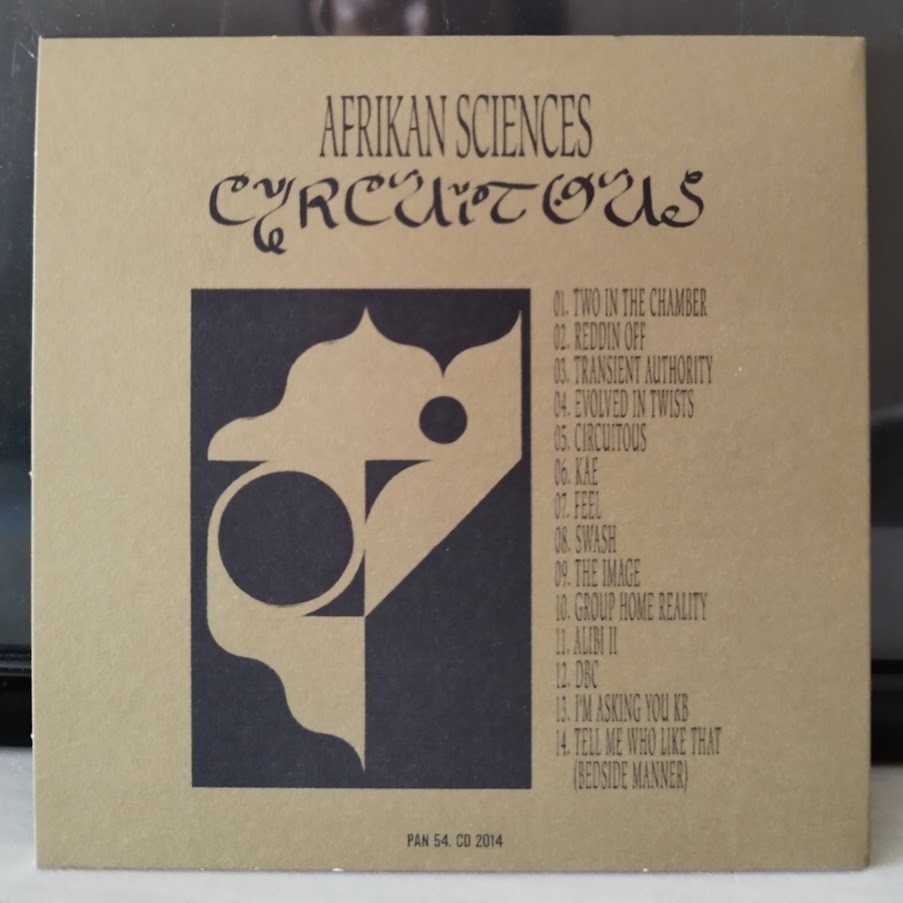 AFRIKAN SCIENCES
CIRCUITOUS
01. TWO IN THE CHAMBER
02. REDDIN OFF
03. TRANSIENT AUTHORITY
04. EVOLVED IN TWISTS
05. CIRCUITOUS
06. KAE
07. FEEL
08. SWASH
09. THE IMAGE
10. GROUP HOME REALITY
11. ALIBI II
12. DBC
13. I'M ASKING YOU KB
14. TELL ME WHO LIKE THAT
(BEDSIDE MANNER)
PAN 54. CD 2014